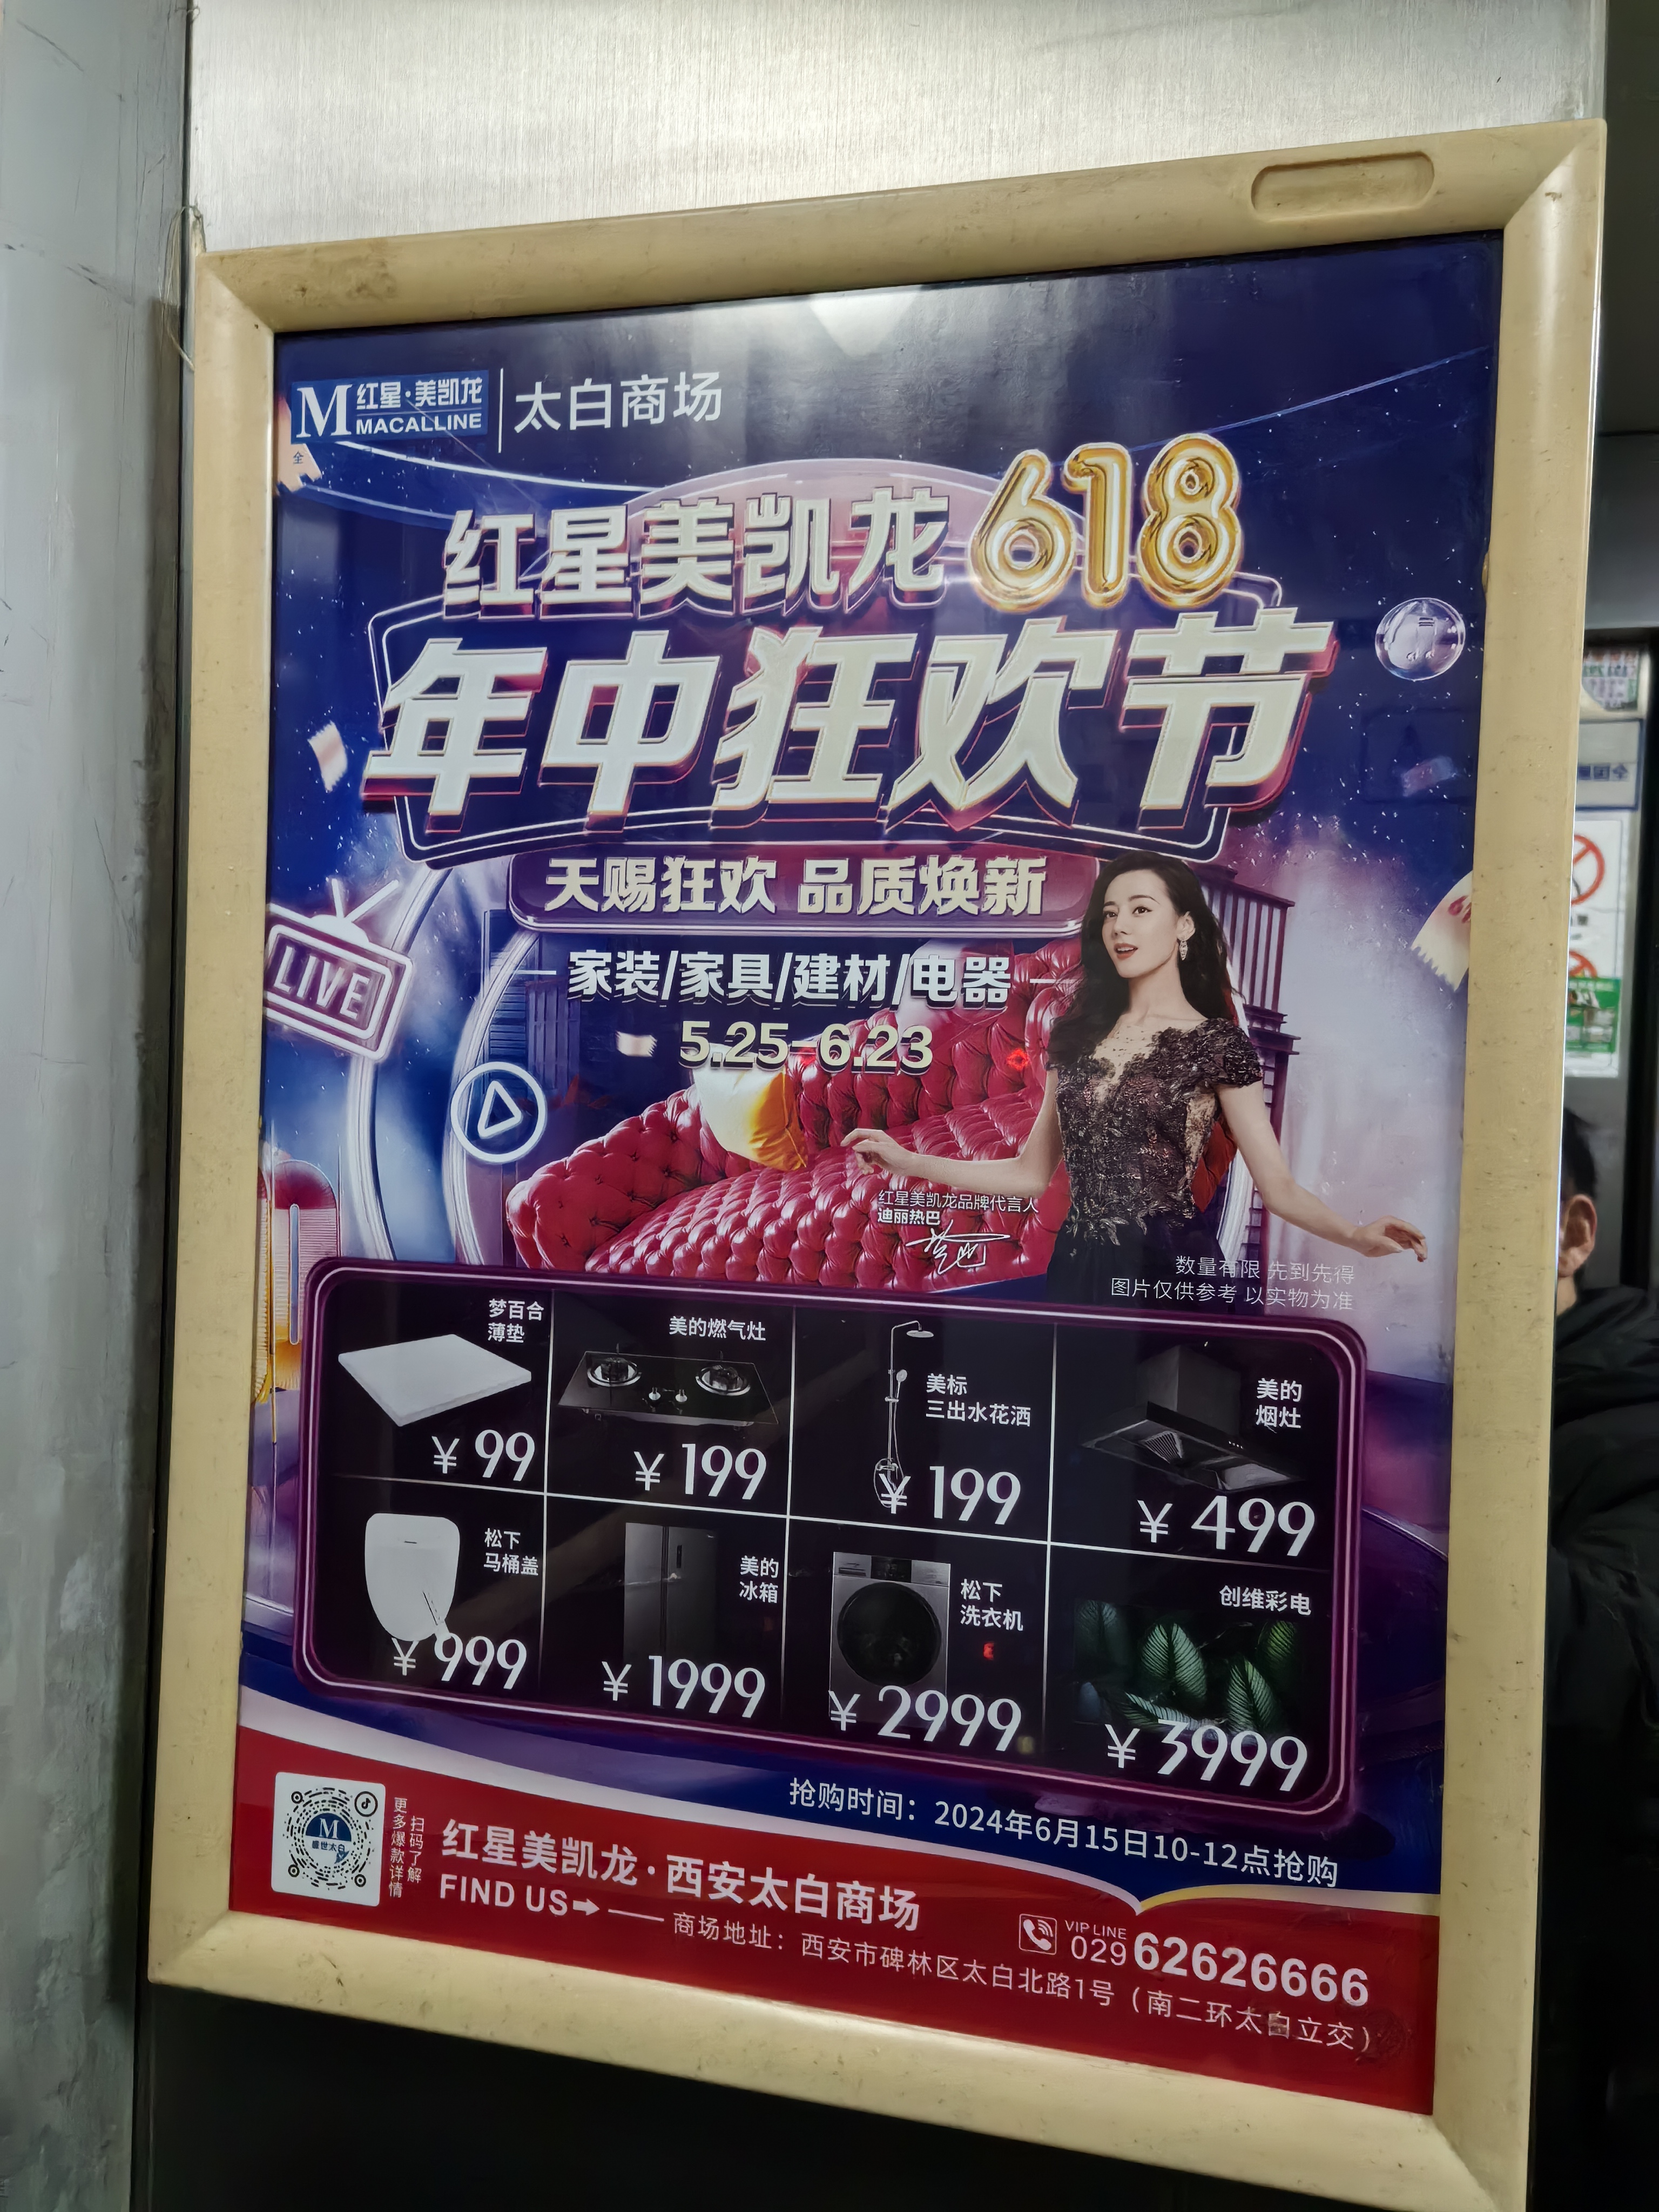 红星·美凯龙
MACALLINE
太白商场
全
红星美凯龙618
年中狂欢节
天赐狂欢 品质焕新
家装/家具/建材/电器
5.25-6.23
LIVE
红星美凯龙品牌代言人
迪丽热巴
数量有限 先到先得
图片仅供参考 以实物为准
梦百合
薄垫
¥ 99
美的燃气灶
¥ 199
美标
三出水花洒
¥ 199
美的
烟灶
¥ 499
松下
马桶盖
¥ 999
美的
冰箱
¥ 1999
松下
洗衣机
¥ 2999
创维彩电
¥ 3999
抢购时间：2024年6月15日10-12点抢购
M
盛世太白
扫码了解
更多爆款详情
红星美凯龙·西安太白商场
FIND US
商场地址：西安市碑林区太白北路1号（南二环太白立交）
VIP LINE
029 62626666